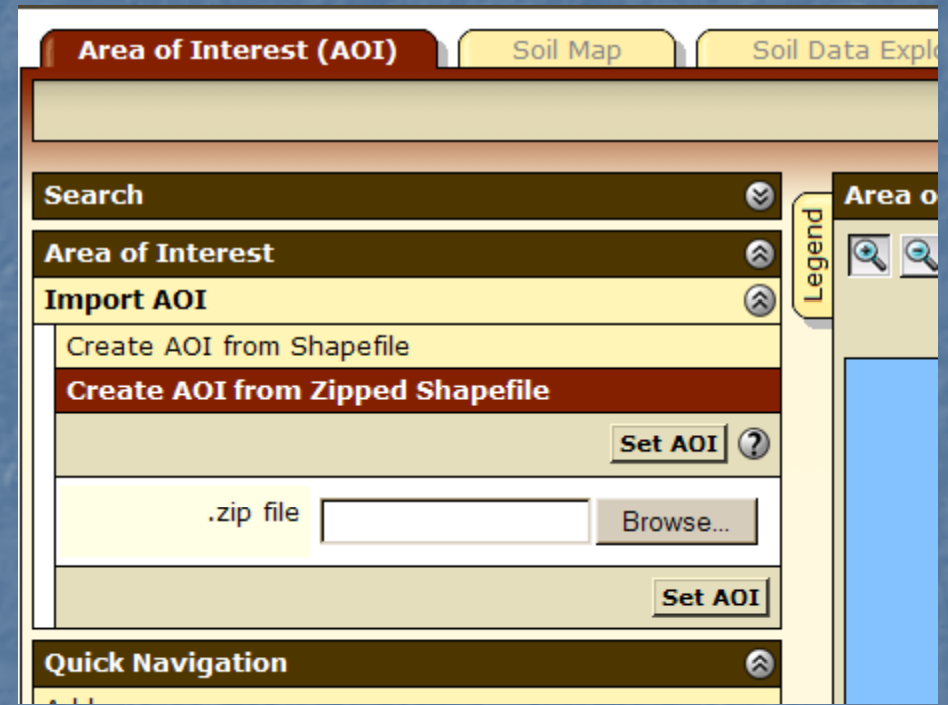 Area of Interest (AOI) Soil Map Soil Data Explo
Search
Area of Interest
Import AOI
Create AOI from Shapefile
Create AOI from Zipped Shapefile
Set AOI ?
.zip file Browse...
Set AOI
Quick Navigation
Legend
Area o